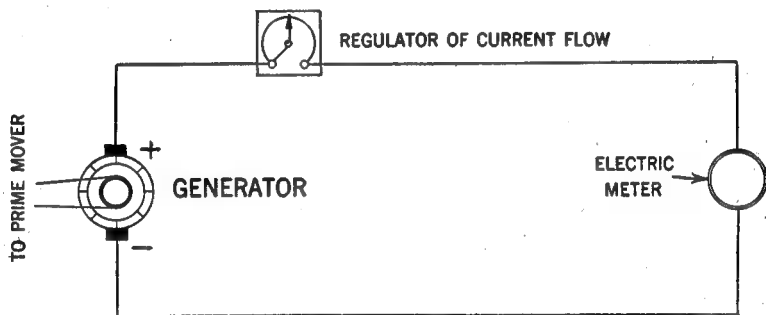 REGULATOR OF CURRENT FLOW
TO PRIME MOVER
+
GENERATOR
−
ELECTRIC
METER